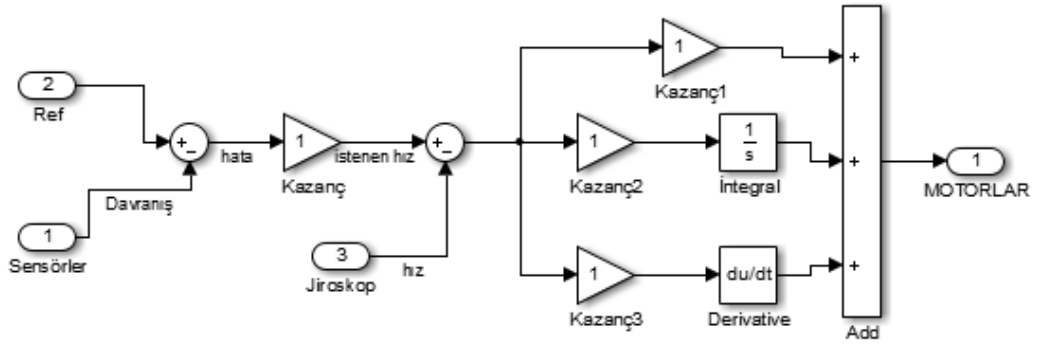 2
Ref
+
-
hata
1
Kazanç
istenen hız
+
-
Davranış
1
Sensörler
3
Jiroskop
hız
1
Kazanç1
1
Kazanç2
1
s
İntegral
1
Kazanç3
du/dt
Derivative
+
+
+
Add
1
MOTORLAR